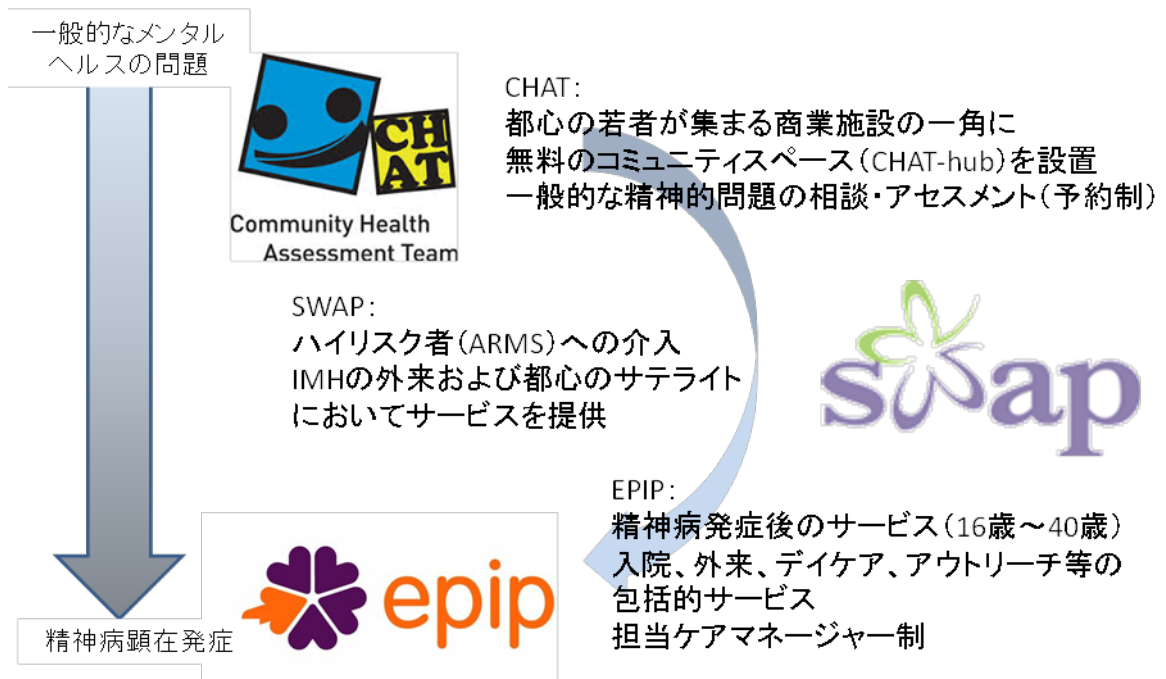 一般的なメンタル
ヘルスの問題
CH
AT
Community Health
Assessment Team
CHAT:
都心の若者が集まる商業施設の一角に
無料のコミュニティスペース(CHAT-hub)を設置
一般的な精神的問題の相談・アセスメント(予約制)
SWAP:
ハイリスク者(ARMS)への介入
IMHの外来および都心のサテライト
においてサービスを提供
swap
EPIP:
精神病発症後のサービス(16歳～40歳)
入院、外来、デイケア、アウトリーチ等の
包括的サービス
担当ケアマネージャー制
epip
精神病顕在発症